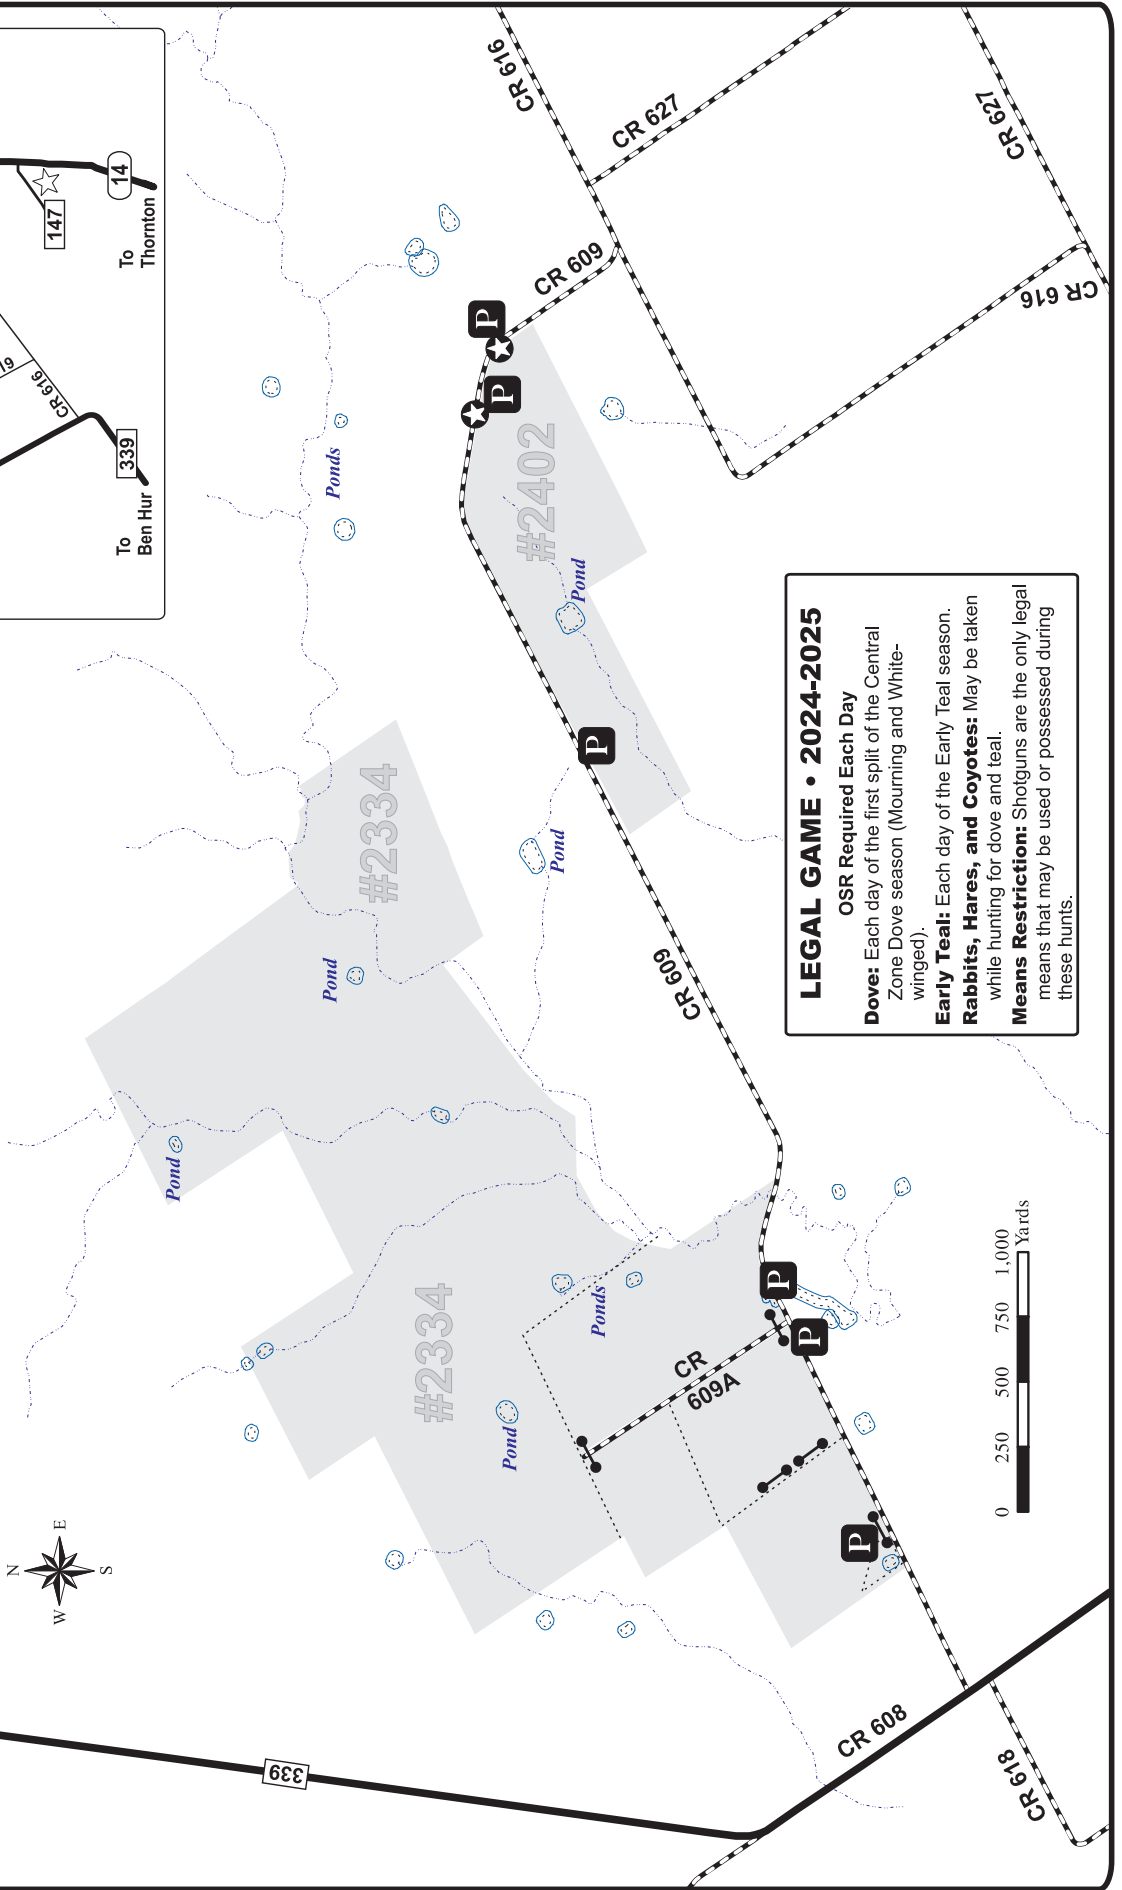 147
14
To
Thornton
19
CR 616
339
To
Ben Hur
CR 616
CR 627
CR 627
CR 609
CR 616
P
P
#2402
Ponds
Pond
P
#2334
Pond
Pond
CR 609
Pond
#2334
Ponds
Pond
CR
609A
P
P
P
N
E
S
W
339
CR 608
CR 618
0 250 500 750 1,000
Yards
LEGAL GAME • 2024-2025
OSR Required Each Day
Dove: Each day of the first split of the Central
Zone Dove season (Mourning and White-
winged).
Early Teal: Each day of the Early Teal season.
Rabbits, Hares, and Coyotes: May be taken
while hunting for dove and teal.
Means Restriction: Shotguns are the only legal
means that may be used or possessed during
these hunts.